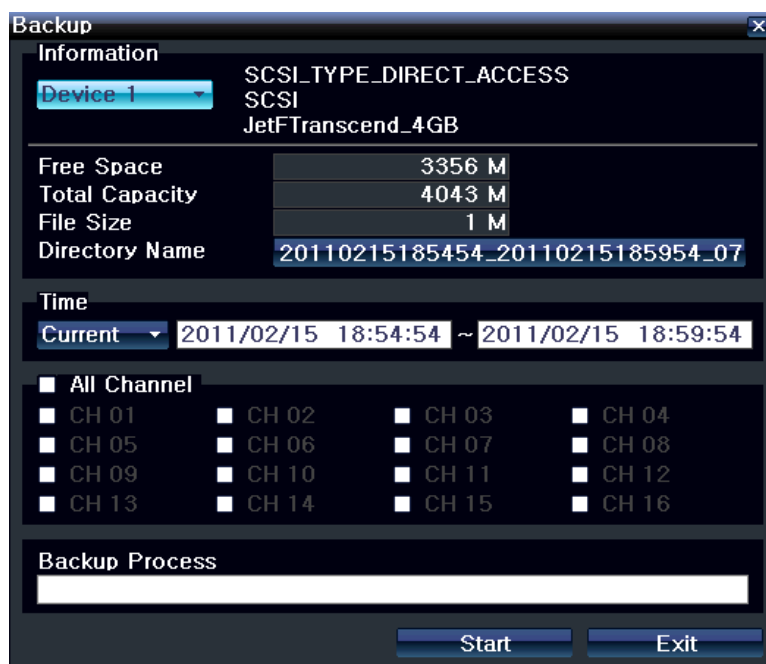 Backup
Information
Device 1
SCSI_TYPE_DIRECT_ACCESS
SCSI
JetFTranscend_4GB
Free Space 3356 M
Total Capacity 4043 M
File Size 1 M
Directory Name 20110215185454_20110215185954_07
Time
Current 2011/02/15 18:54:54 ~ 2011/02/15 18:59:54
All Channel
CH 01 CH 02 CH 03 CH 04
CH 05 CH 06 CH 07 CH 08
CH 09 CH 10 CH 11 CH 12
CH 13 CH 14 CH 15 CH 16
Backup Process
Start Exit